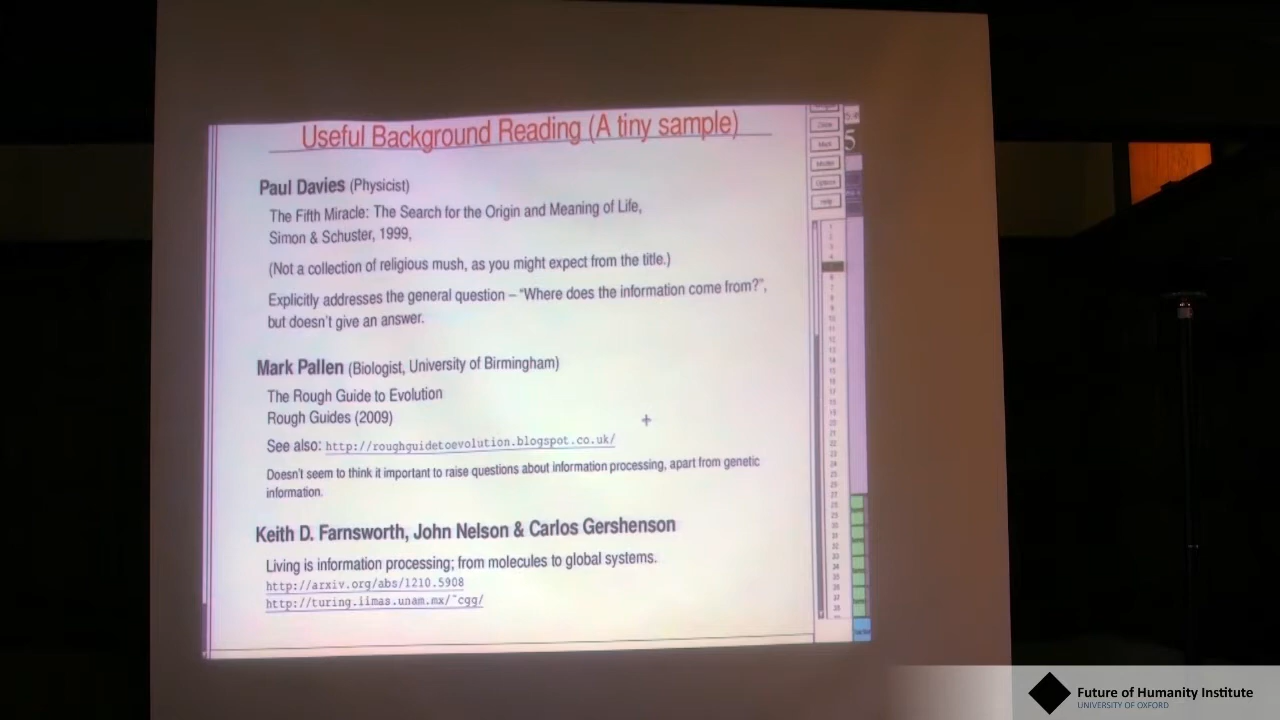 Useful Background Reading (A tiny sample)
Paul Davies (Physicist)
The Fifth Miracle: The Search for the Origin and Meaning of Life,
Simon & Schuster, 1999,
(Not a collection of religious mush, as you might expect from the title.)
Explicitly addresses the general question – "Where does the information come from?",
but doesn't give an answer.
Mark Pallen (Biologist, University of Birmingham)
The Rough Guide to Evolution
Rough Guides (2009)
See also: http://roughguidetoevolution.blogspot.co.uk/
Doesn't seem to think it important to raise questions about information processing, apart from genetic
information.
Keith D. Farnsworth, John Nelson & Carlos Gershenson
Living is information processing; from molecules to global systems.
http://arxiv.org/abs/1210.5908
http://turing.iimas.unam.mx/~cgg/
5
Help
Future of Humanity Institute
UNIVERSITY OF OXFORD